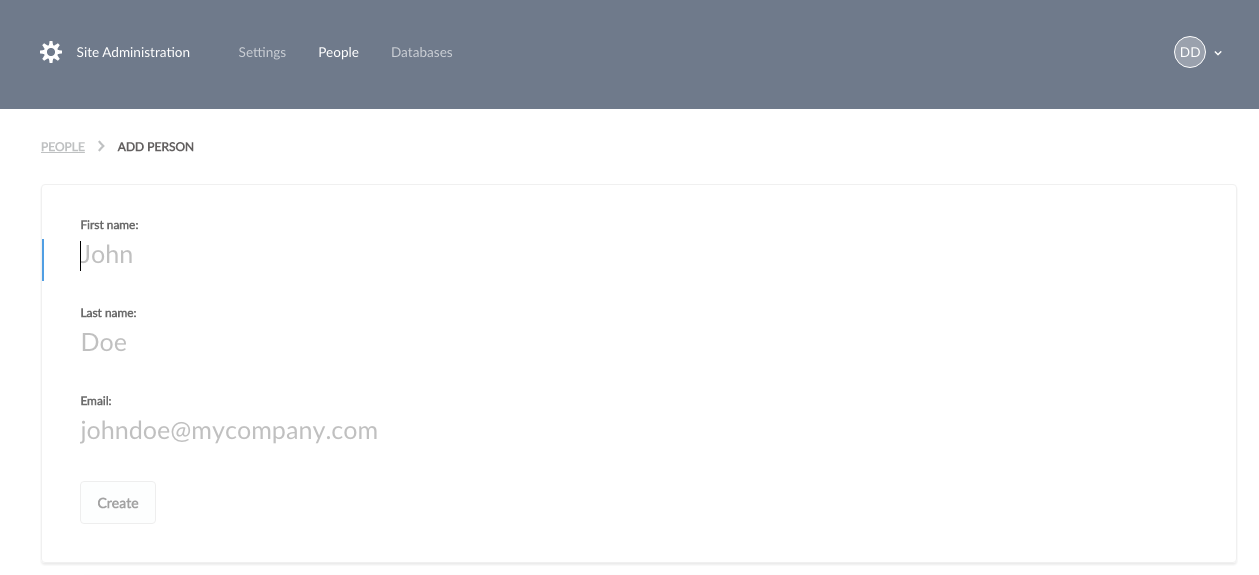 Site Administration Settings People Databases DD
PEOPLE ADD PERSON
First name:
John
Last name:
Doe
Email:
johndoe@mycompany.com
Create